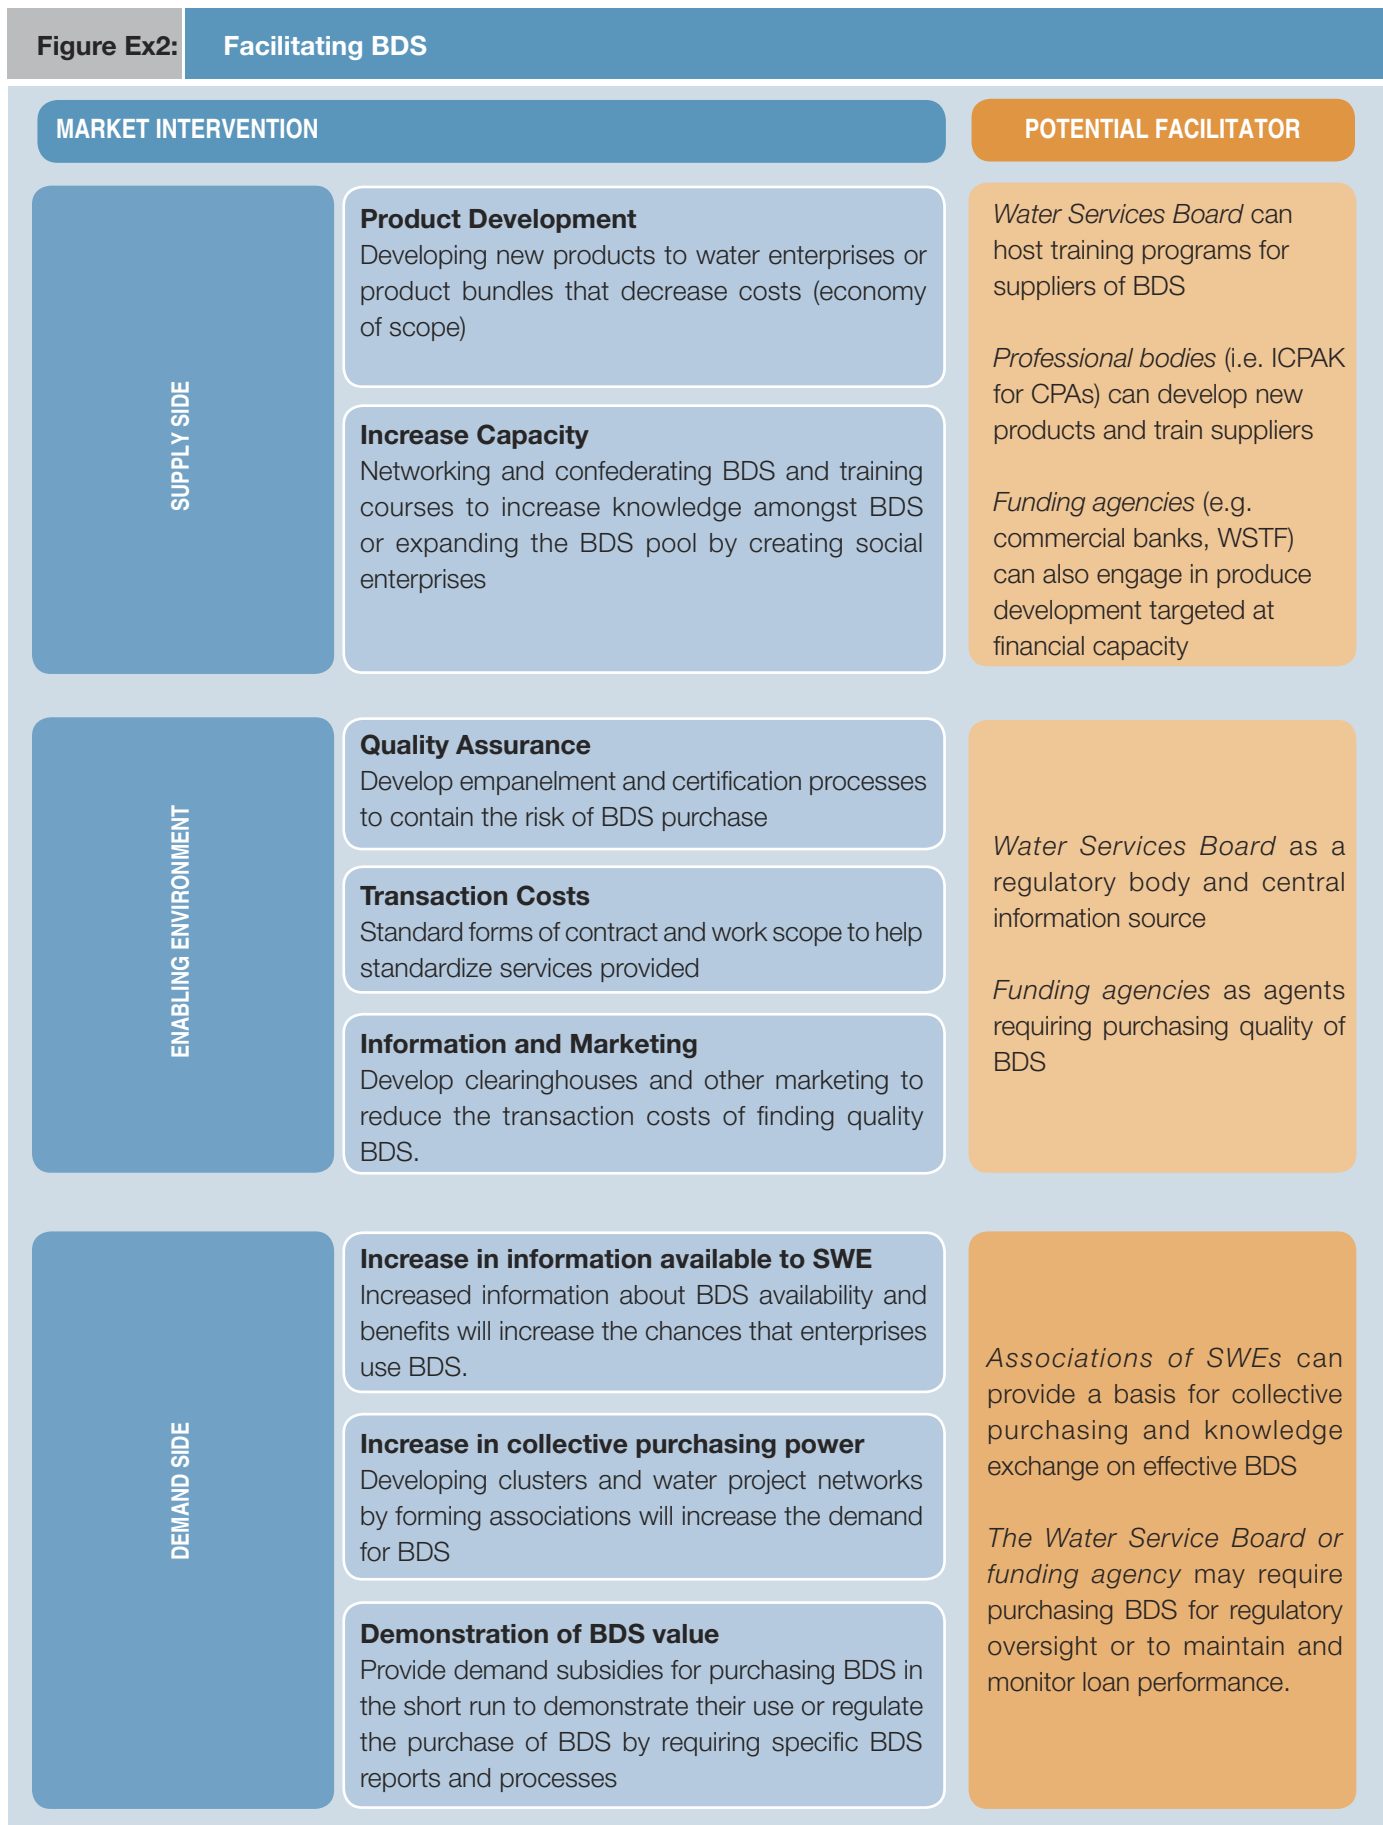 Figure Ex2:
Facilitating BDS
MARKET INTERVENTION
POTENTIAL FACILITATOR
SUPPLY SIDE
Product Development
Developing new products to water enterprises or
product bundles that decrease costs (economy
of scope)
Increase Capacity
Networking and confederating BDS and training
courses to increase knowledge amongst BDS
or expanding the BDS pool by creating social
enterprises
Water Services Board can
host training programs for
suppliers of BDS
Professional bodies (i.e. ICPAK
for CPAs) can develop new
products and train suppliers
Funding agencies (e.g.
commercial banks, WSTF)
can also engage in produce
development targeted at
financial capacity
ENABLING ENVIRONMENT
Quality Assurance
Develop empanelment and certification processes
to contain the risk of BDS purchase
Transaction Costs
Standard forms of contract and work scope to help
standardize services provided
Information and Marketing
Develop clearinghouses and other marketing to
reduce the transaction costs of finding quality
BDS.
Water Services Board as a
regulatory body and central
information source
Funding agencies as agents
requiring purchasing quality of
BDS
DEMAND SIDE
Increase in information available to SWE
Increased information about BDS availability and
benefits will increase the chances that enterprises
use BDS.
Increase in collective purchasing power
Developing clusters and water project networks
by forming associations will increase the demand
for BDS
Demonstration of BDS value
Provide demand subsidies for purchasing BDS in
the short run to demonstrate their use or regulate
the purchase of BDS by requiring specific BDS
reports and processes
Associations of SWEs can
provide a basis for collective
purchasing and knowledge
exchange on effective BDS
The Water Service Board or
funding agency may require
purchasing BDS for regulatory
oversight or to maintain and
monitor loan performance.